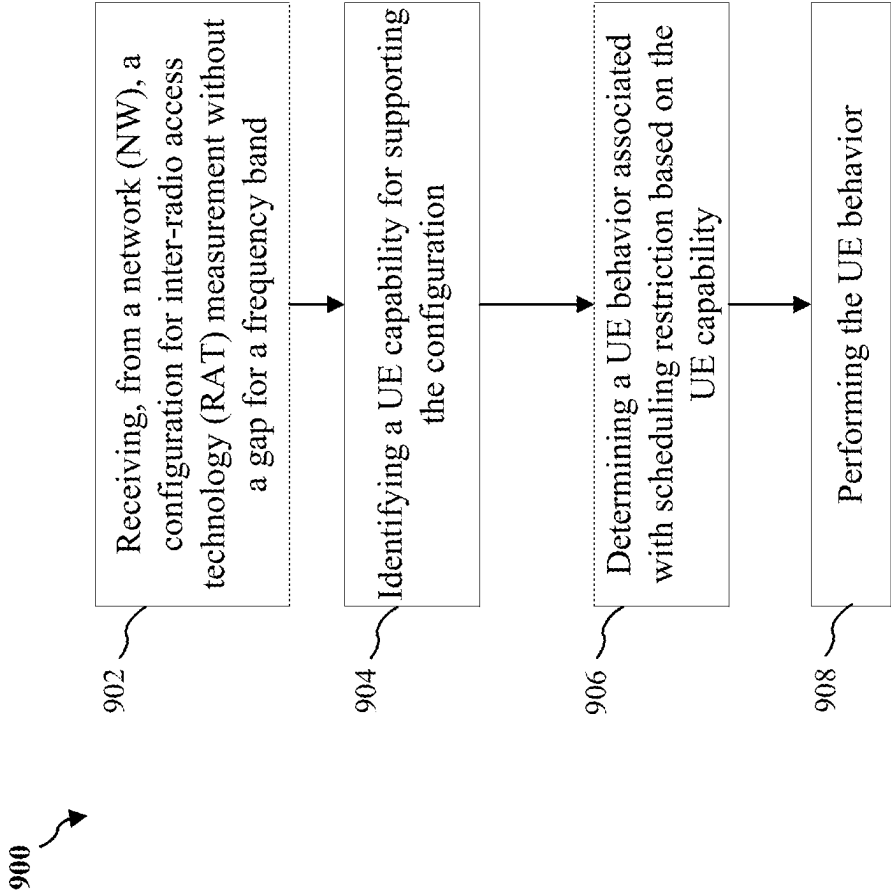 900
902
Receiving, from a network (NW), a
configuration for inter-radio access
technology (RAT) measurement without
a gap for a frequency band
904
Identifying a UE capability for supporting
the configuration
906
Determining a UE behavior associated
with scheduling restriction based on the
UE capability
908
Performing the UE behavior